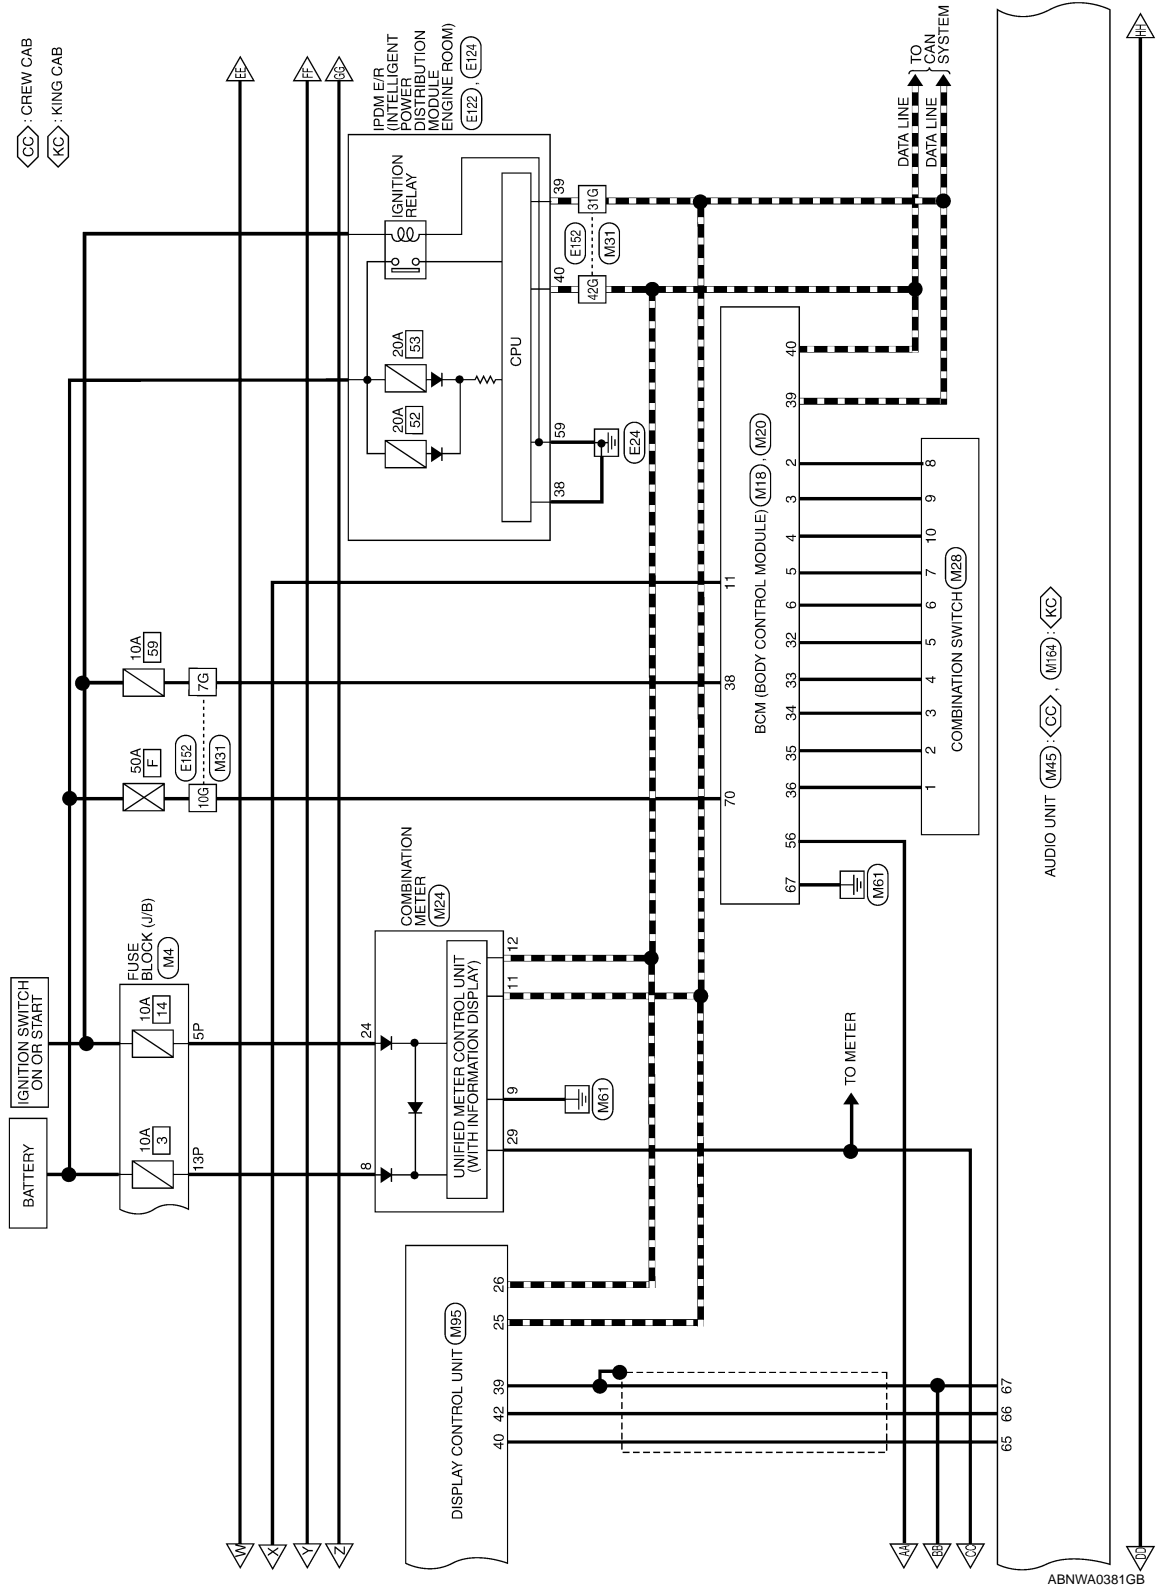 CC : CREW CAB
KC : KING CAB
BATTERY
IGNITION SWITCH
ON OR START
10A
3
13P
10A
14
5P
FUSE
BLOCK (J/B)
M4
50A
F
10G
E152
M31
10A
59
7G
W
X
Y
Z
EE
FF
GG
8
24
COMBINATION
METER
M24
UNIFIED METER CONTROL UNIT
(WITH INFORMATION DISPLAY)
29
9
11
12
M61
IPDM E/R
(INTELLIGENT
POWER
DISTRIBUTION
MODULE
ENGINE ROOM)
E122 , E124
20A
52
20A
53
IGNITION
RELAY
CPU
38
59
40
39
E24
42G
31G
E152
M31
DISPLAY CONTROL UNIT M95
40
42
39
25
26
70
38
11
BCM (BODY CONTROL MODULE) M18 , M20
67
56
36
35
34
33
32
6
5
4
3
2
39
40
M61
1
2
3
4
5
6
7
10
9
8
COMBINATION SWITCH M28
TO METER
DATA LINE
DATA LINE
TO
CAN
SYSTEM
AA
BB
CC
65
66
67
AUDIO UNIT M45 : CC , M164 : KC
DD
HH
ABNWA0381GB